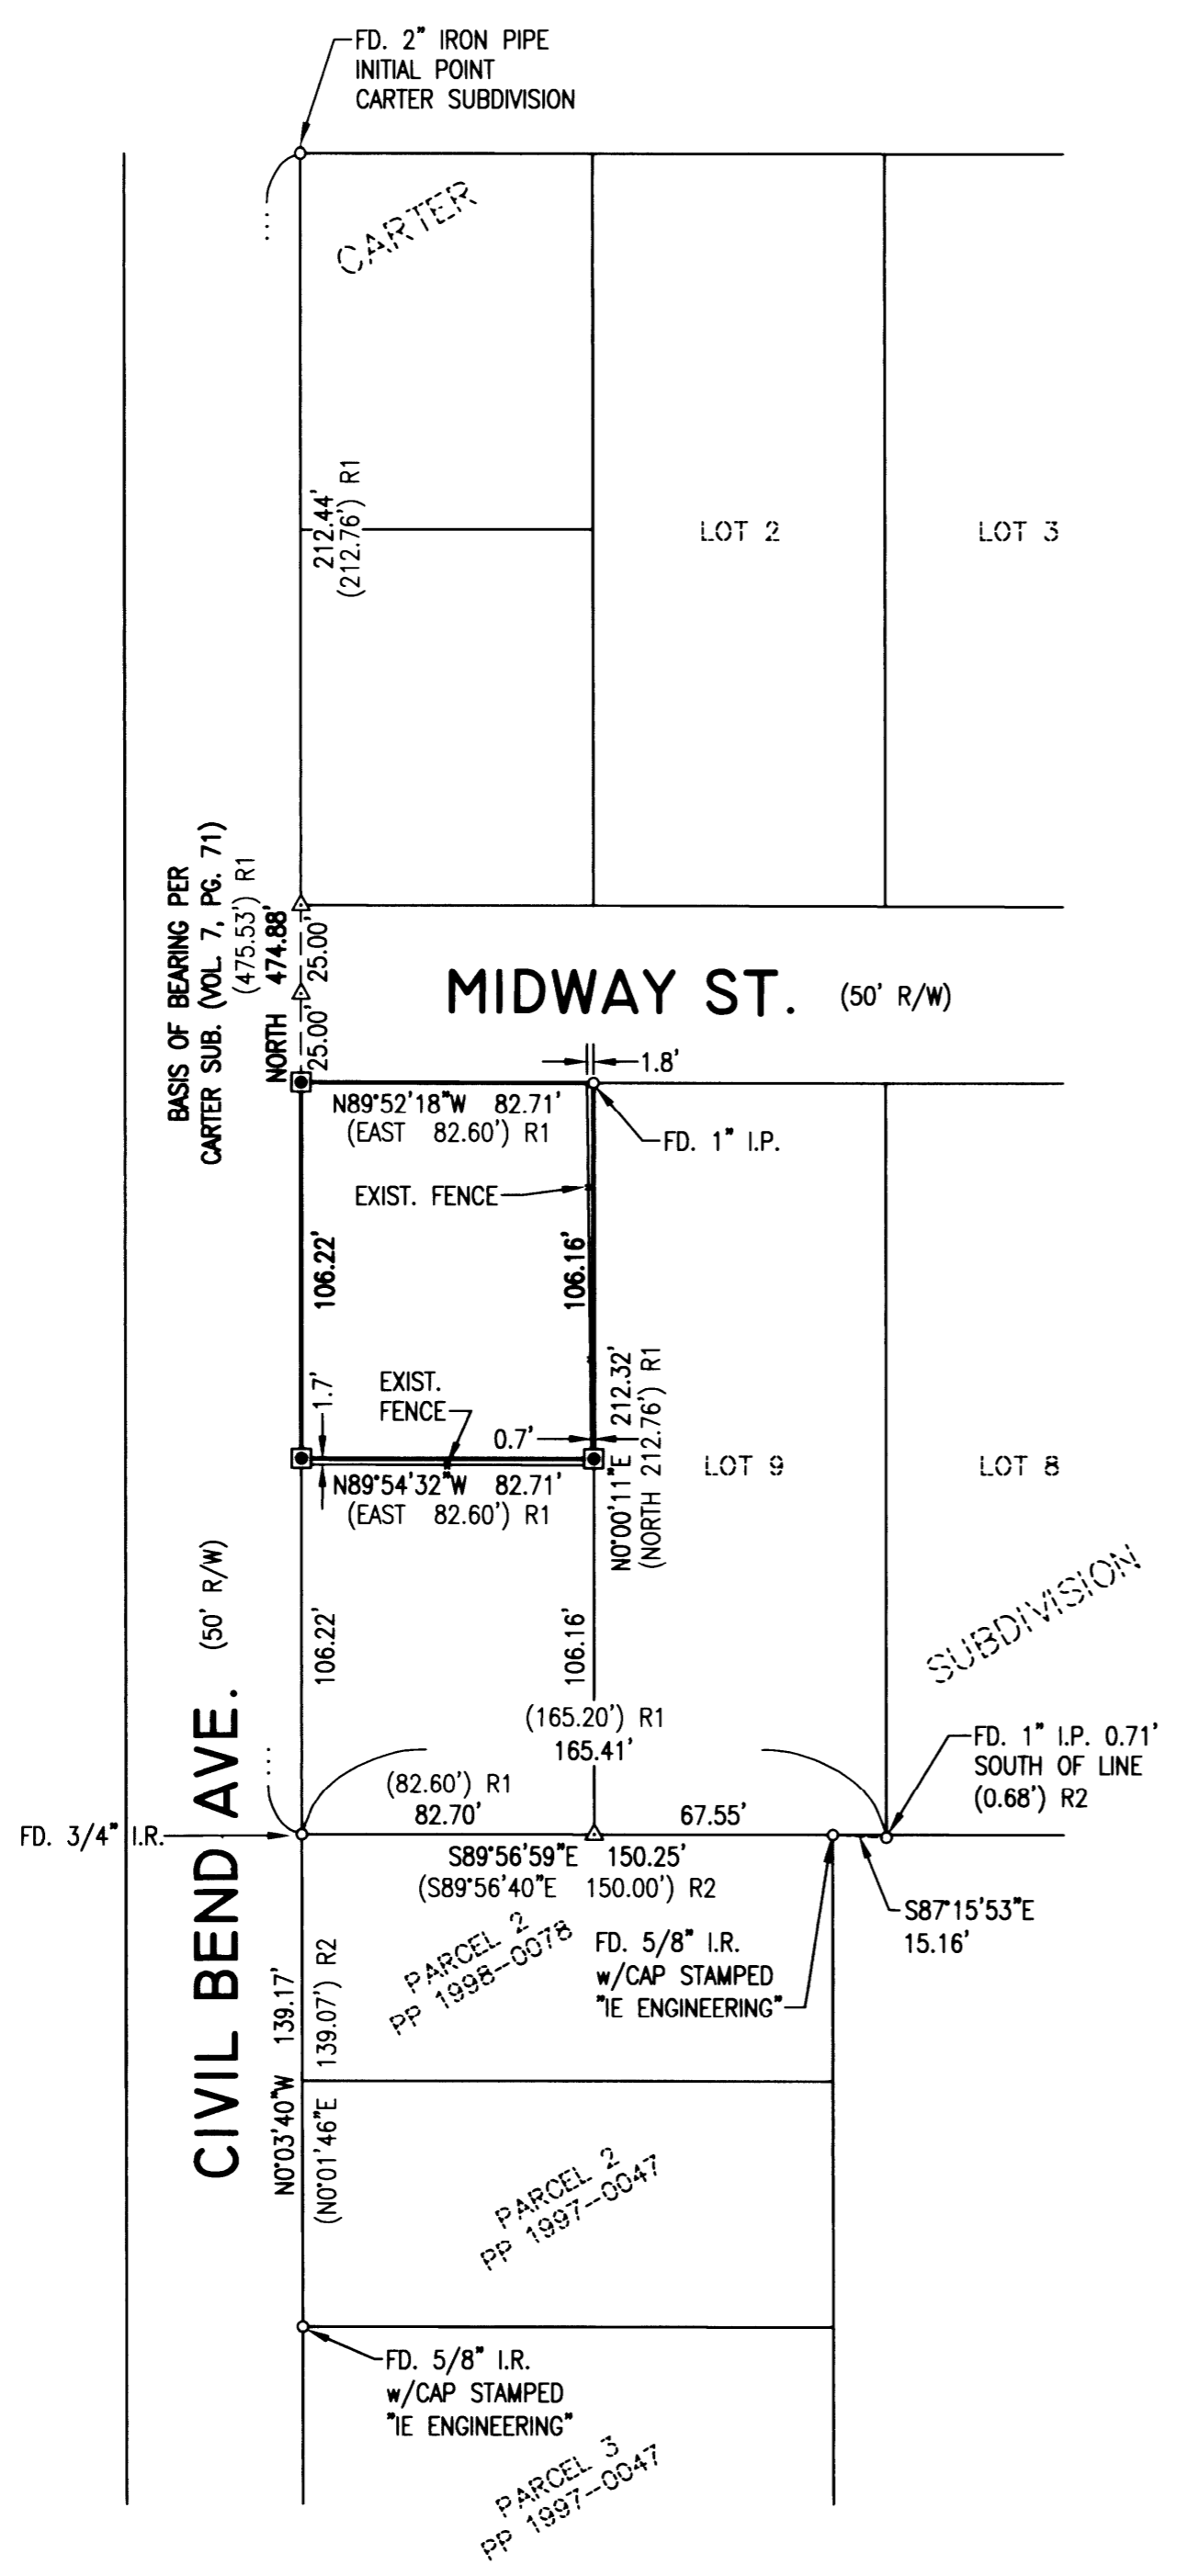 FD. 2" IRON PIPE
INITIAL POINT
CARTER SUBDIVISION
CARTER
212.44'
(212.76') R1
LOT 2
LOT 3
BASIS OF BEARING PER
CARTER SUB. (VOL. 7, PG. 71)
(475.53') R1
NORTH 474.88'
25.00'
25.00'
MIDWAY ST. (50' R/W)
1.8'
N89°52'18"W 82.71'
(EAST 82.60') R1
FD. 1" I.P.
EXIST. FENCE
106.22'
106.16'
1.7'
EXIST.
FENCE
0.7'
N0°00'11"E 212.32'
(NORTH 212.76') R1
N89°54'32"W 82.71'
(EAST 82.60') R1
LOT 9
LOT 8
SUBDIVISION
106.22'
106.16'
(165.20') R1
165.41'
FD. 1" I.P. 0.71'
SOUTH OF LINE
(0.68') R2
(82.60') R1
82.70'
67.55'
FD. 3/4" I.R.
S89°56'59"E 150.25'
(S89°56'40"E 150.00') R2
S87°15'53"E
15.16'
CIVIL BEND AVE. (50' R/W)
PARCEL 2
PP 1998-0078
FD. 5/8" I.R.
w/CAP STAMPED
"IE ENGINEERING"
N0°03'40"W 139.17'
(N0°01'46"E 139.07') R2
PARCEL 2
PP 1997-0047
FD. 5/8" I.R.
w/CAP STAMPED
"IE ENGINEERING"
PARCEL 3
PP 1997-0047